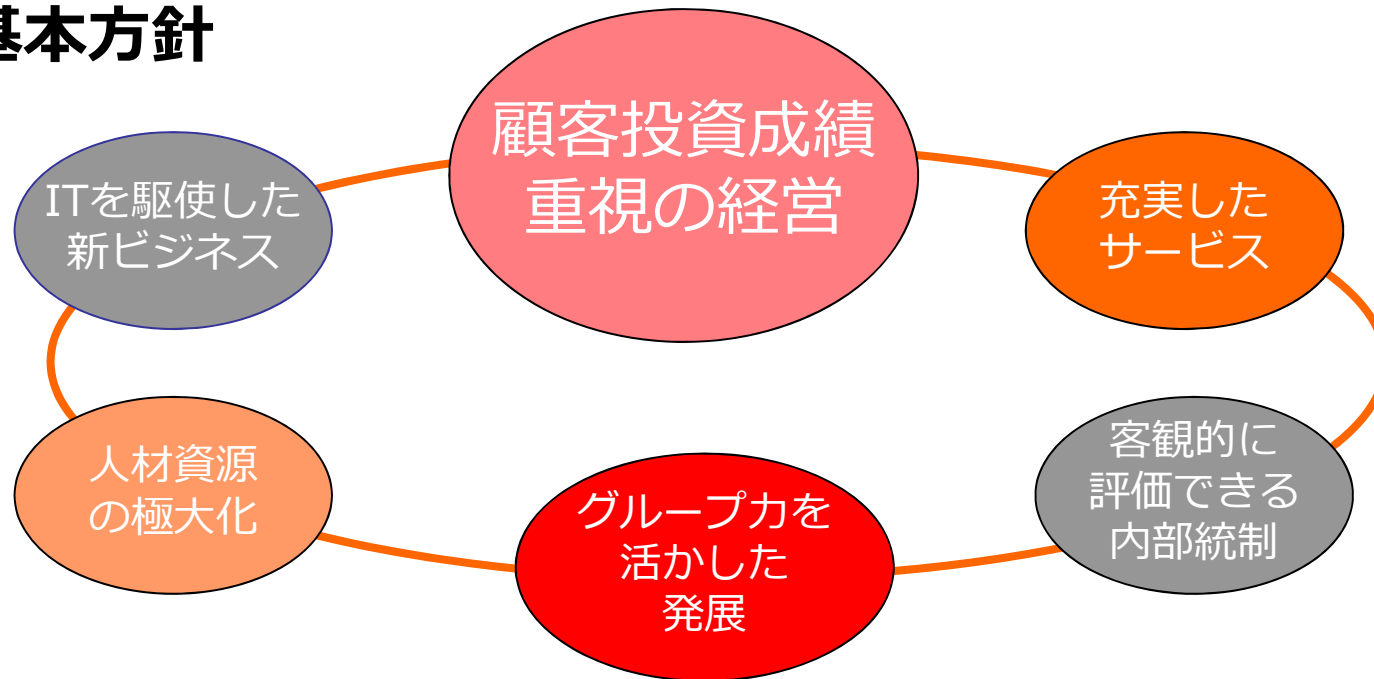 基本方針
顧客投資成績
重視の経営
ITを駆使した
新ビジネス
充実した
サービス
人材資源
の極大化
グループ力を
活かした
発展
客観的に
評価できる
内部統制